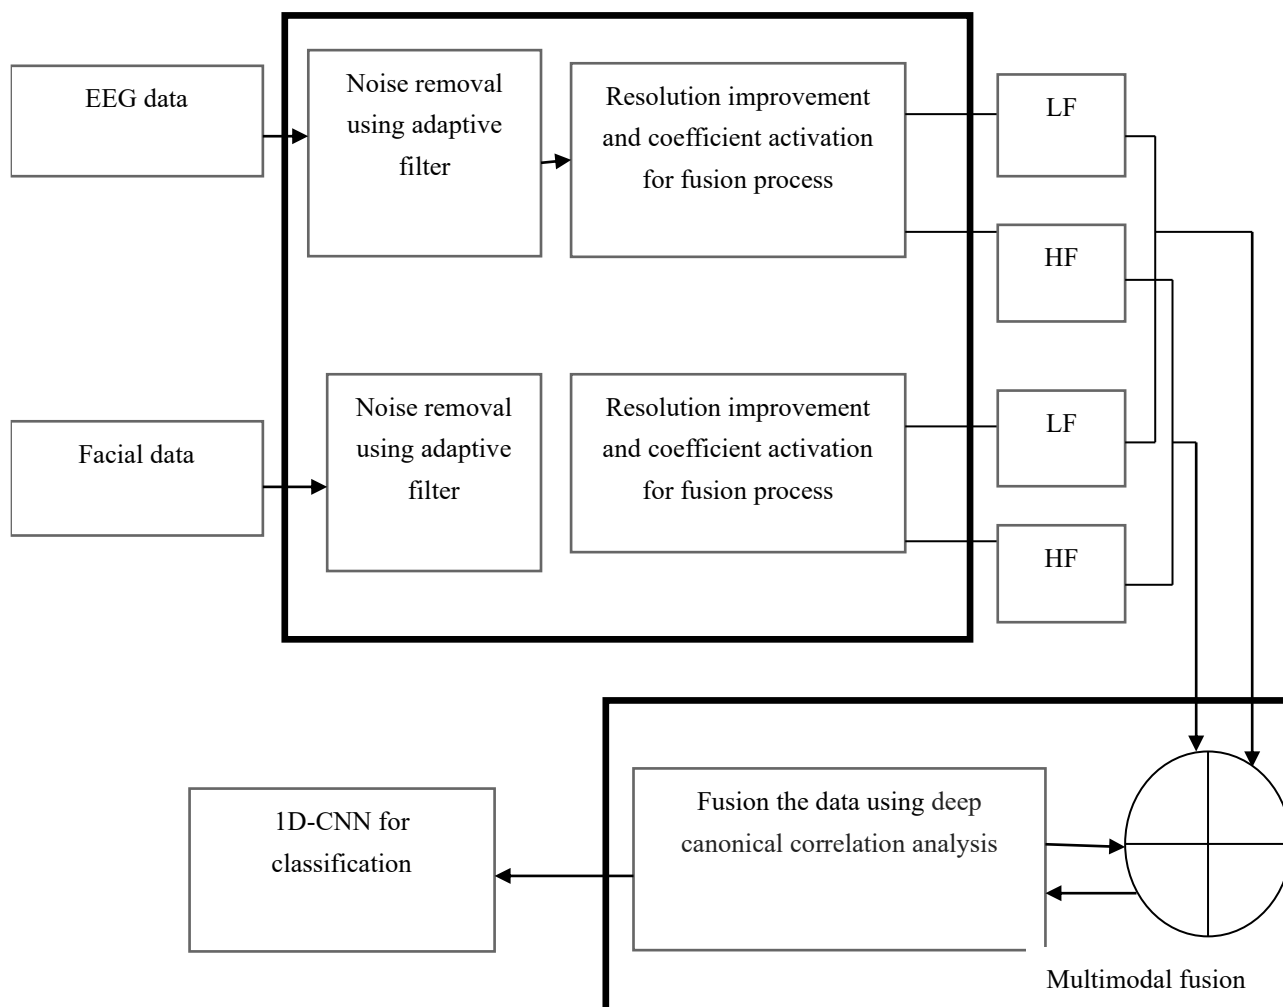 EEG data
Noise removal
using adaptive
filter
Resolution improvement
and coefficient activation
for fusion process
LF
HF
Facial data
Noise removal
using adaptive
filter
Resolution improvement
and coefficient activation
for fusion process
LF
HF
1D-CNN for
classification
Fusion the data using deep
canonical correlation analysis
Multimodal fusion